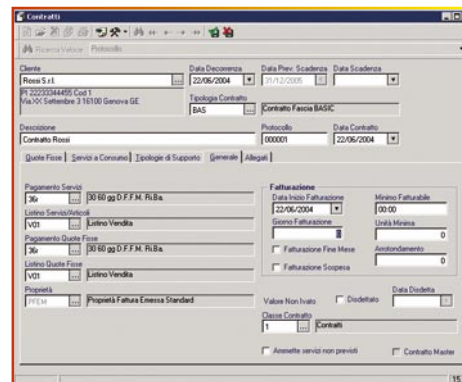 Contratti
Ricerca Veloce Protocollo
Cliente Data Decorrenza Data Prev. Scadenza Data Scadenza
Rossi S.r.l. ... 22/06/2004 31/12/2005
PI 22233344455 Cod 1 Tipologia Contratto
Via XX Settembre 3 16100 Genova GE BAS ... Contratto Fascia BASIC
Descrizione Protocollo Data Contratto
Contratto Rossi 000001 22/06/2004
Quote Fisse Servizi a Consumo Tipologie di Supporto Generale Allegati
Pagamento Servizi Fatturazione
36r ... 30 60 gg D.F.F.M. Ri.Ba. Data Inizio Fatturazione Minimo Fatturabile
Listino Servizi/Articoli 22/06/2004 00:00
V01 ... Listino Vendita Giorno Fatturazione Unità Minima
Pagamento Quote Fisse 0
36r ... 30 60 gg D.F.F.M. Ri.Ba. Fatturazione Fine Mese Arrotondamento
Listino Quote Fisse Fatturazione Sospesa 0
V01 ... Listino Vendita
Proprietà Valore Non Ivato Disdettato Data Disdetta
PFEM ... Proprietà Fattura Emessa Standard
Classe Contratto
1 ... Contratti
Ammette servizi non previsti Contratto Master
15